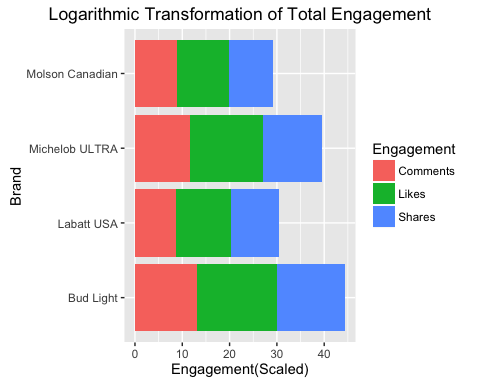 Logarithmic Transformation of Total Engagement
Molson Canadian
Michelob ULTRA
Labatt USA
Bud Light
Brand
0 10 20 30 40
Engagement(Scaled)
Engagement
Comments
Likes
Shares